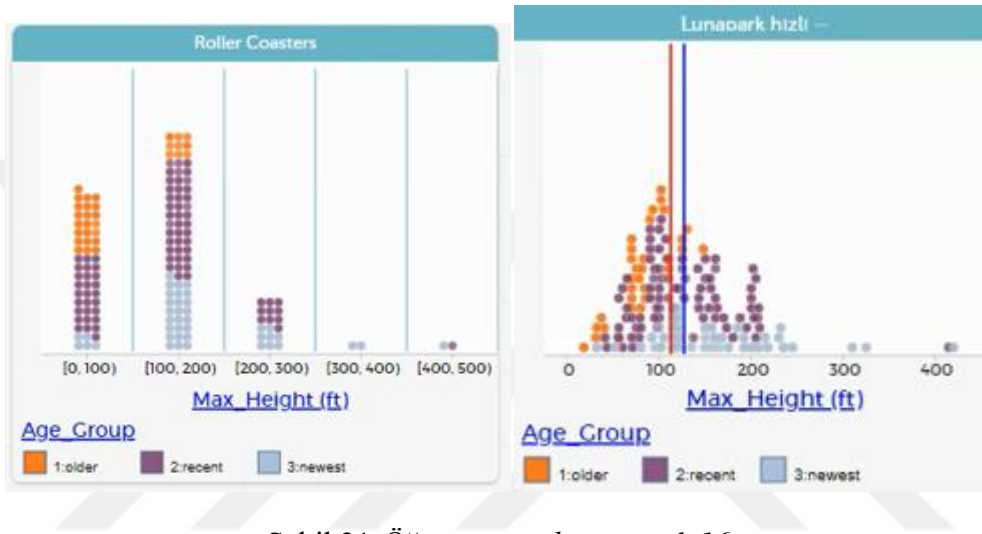 Roller Coasters
[0, 100) [100, 200) [200, 300) [300, 400) [400, 500)
Max_Height (ft)
Age_Group
1:older 2:recent 3:newest
Lunapark hızlı —
0 100 200 300 400
Max_Height (ft)
Age_Group
1:older 2:recent 3:newest